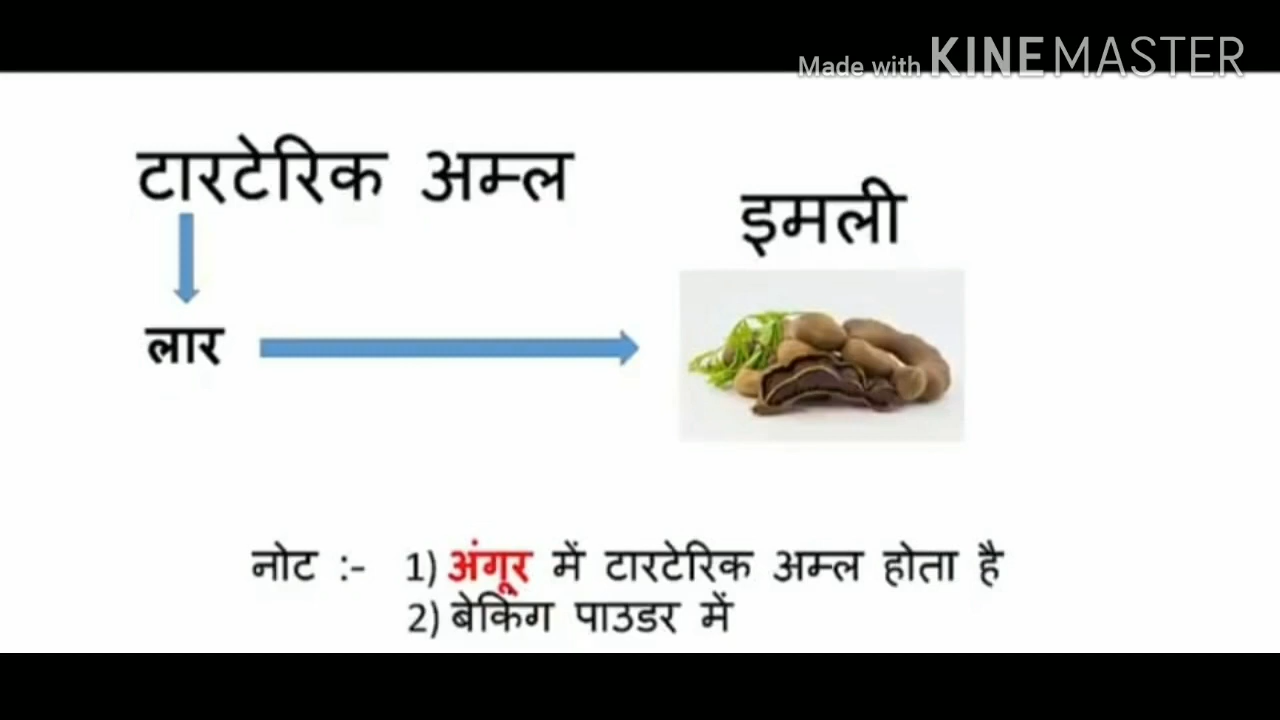 Made with KINEMASTER
टारटेरिक अम्ल
इमली
लार
नोट :- 1) अंगूर में टारटेरिक अम्ल होता है
2) बेकिंग पाउडर में